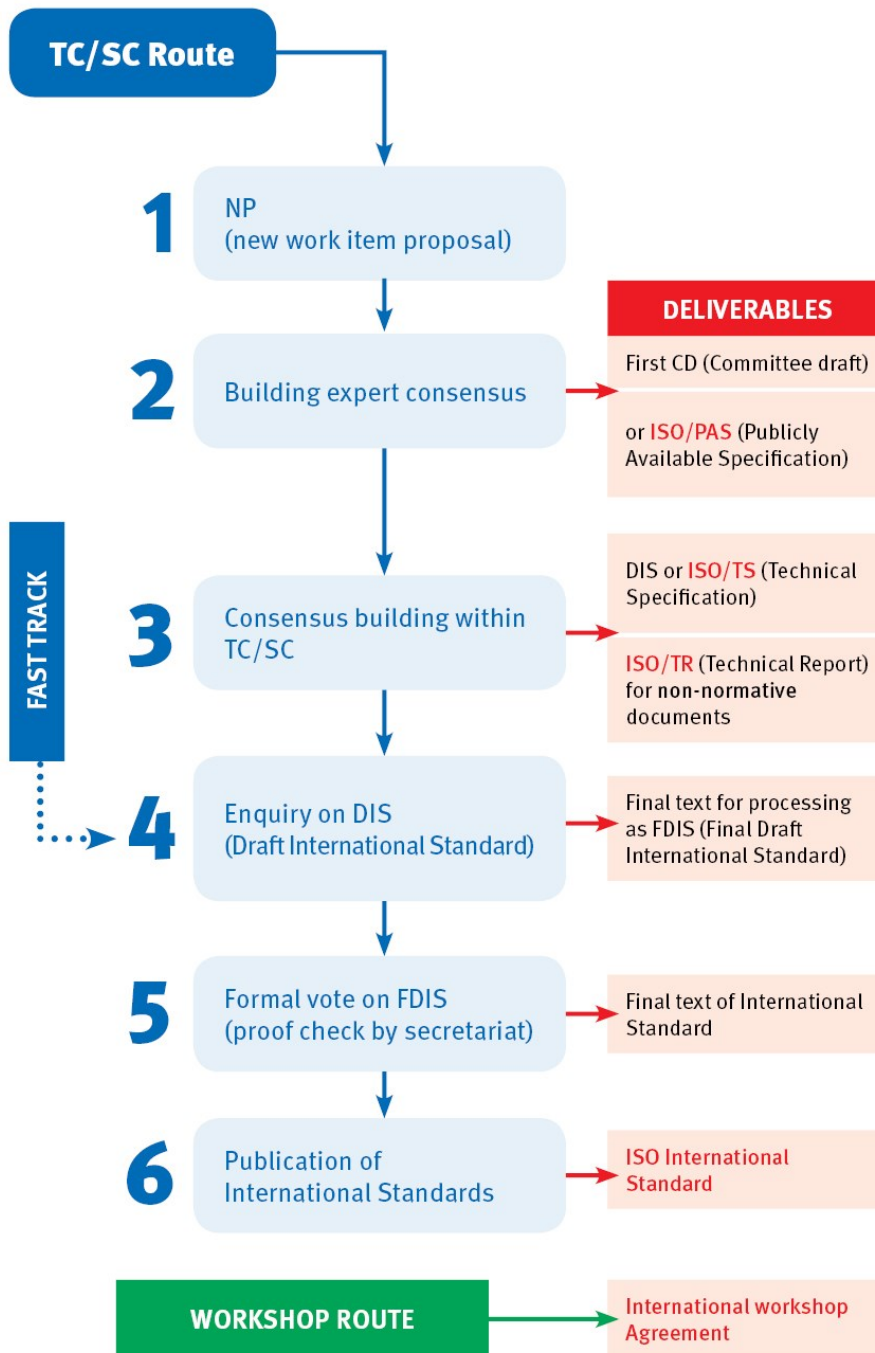 TC/SC Route
1
NP
(new work item proposal)
DELIVERABLES
2
Building expert consensus
First CD (Committee draft)
or ISO/PAS (Publicly
Available Specification)
FAST TRACK
3
Consensus building within
TC/SC
DIS or ISO/TS (Technical
Specification)
ISO/TR (Technical Report)
for non-normative
documents
4
Enquiry on DIS
(Draft International Standard)
Final text for processing
as FDIS (Final Draft
International Standard)
5
Formal vote on FDIS
(proof check by secretariat)
Final text of International
Standard
6
Publication of
International Standards
ISO International
Standard
WORKSHOP ROUTE
International workshop
Agreement